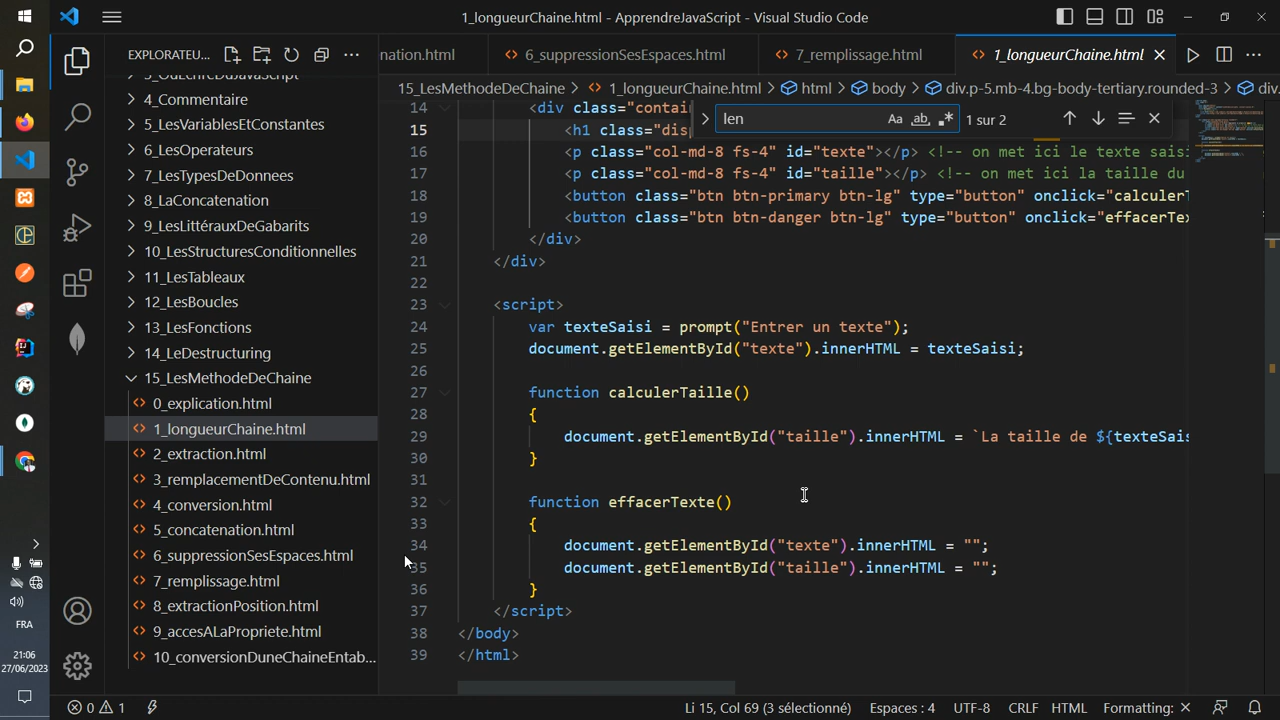 1_longueurChaine.html - ApprendreJavaScript - Visual Studio Code
EXPLORATEU...
nation.html
6_suppressionSesEspaces.html
7_remplissage.html
1_longueurChaine.html
15_LesMethodeDeChaine > 1_longueurChaine.html > html > body > div.p-5.mb-4.bg-body-tertiary.rounded-3 > div.
len
Aa
ab
1 sur 2
4_Commentaire
5_LesVariablesEtConstantes
6_LesOperateurs
7_LesTypesDeDonnees
8_LaConcatenation
9_LesLittérauxDeGabarits
10_LesStructuresConditionnelles
11_LesTableaux
12_LesBoucles
13_LesFonctions
14_LeDestructuring
15_LesMethodeDeChaine
0_explication.html
1_longueurChaine.html
2_extraction.html
3_remplacementDeContenu.html
4_conversion.html
5_concatenation.html
6_suppressionSesEspaces.html
7_remplissage.html
8_extractionPosition.html
9_accesALaPropriete.html
10_conversionDuneChaineEntab...
14 <div class="contai
15 <h1 class="dis
16 <p class="col-md-8 fs-4" id="texte"></p> <!-- on met ici le texte saisi
17 <p class="col-md-8 fs-4" id="taille"></p> <!-- on met ici la taille du
18 <button class="btn btn-primary btn-lg" type="button" onclick="calculerT
19 <button class="btn btn-danger btn-lg" type="button" onclick="effacerTex
20 </div>
21 </div>
22
23 <script>
24 var texteSaisi = prompt("Entrer un texte");
25 document.getElementById("texte").innerHTML = texteSaisi;
26
27 function calculerTaille()
28 {
29 document.getElementById("taille").innerHTML = `La taille de ${texteSais
30 }
31
32 function effacerTexte()
33 {
34 document.getElementById("texte").innerHTML = "";
35 document.getElementById("taille").innerHTML = "";
36 }
37 </script>
38 </body>
39 </html>
FRA
21:06
27/06/2023
0 1
Li 15, Col 69 (3 sélectionné)
Espaces : 4
UTF-8
CRLF
HTML
Formatting: